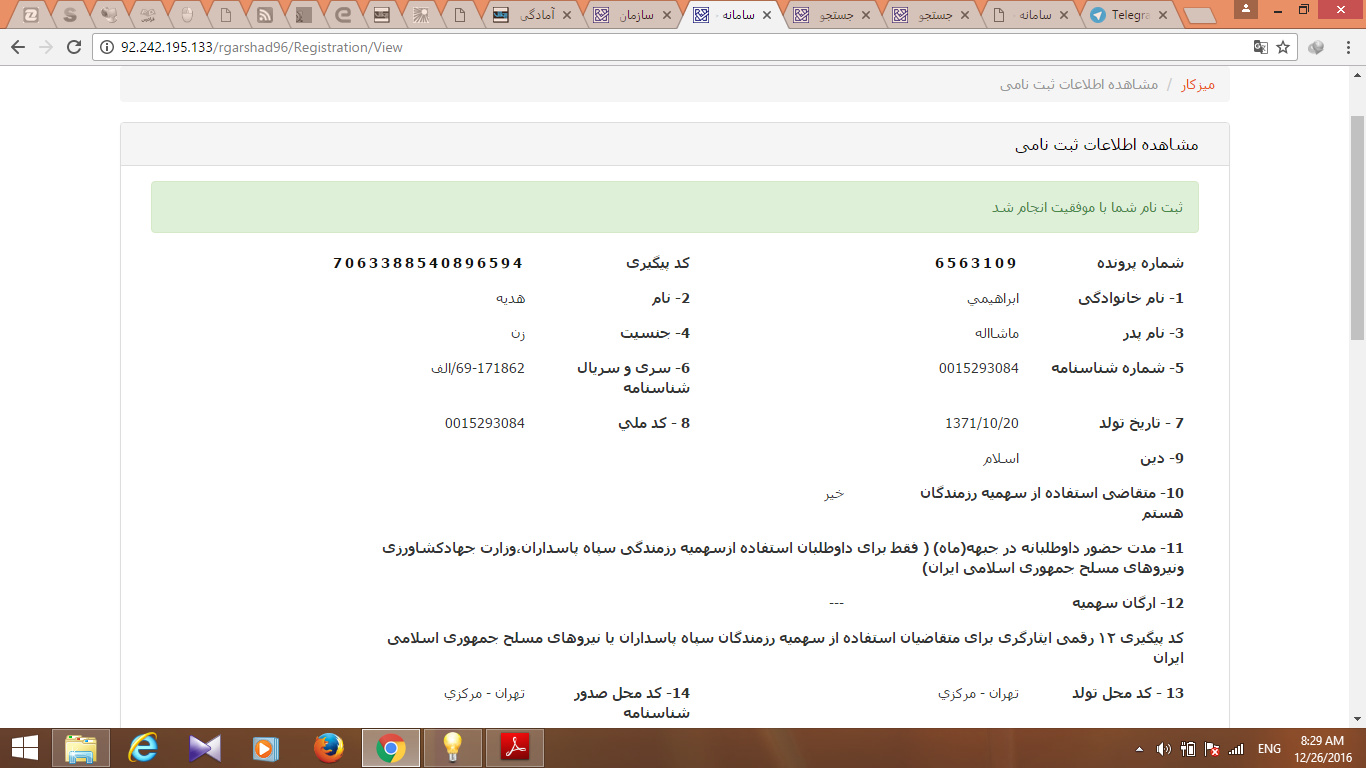 آمادگی
سازمان
سامانه
جستجو
جستجو
سامانه
Telegra
92.242.195.133/rgarshad96/Registration/View
میزکار / مشاهده اطلاعات ثبت نامی
مشاهده اطلاعات ثبت نامی
ثبت نام شما با موفقیت انجام شد
شماره پرونده 6563109 کد پیگیری 7063388540896594
1- نام خانوادگی ابراهيمي 2- نام هديه
3- نام پدر ماشااله 4- جنسیت زن
5- شماره شناسنامه 0015293084 6- سری و سریال 69-171862/الف
شناسنامه
7 - تاریخ تولد 1371/10/20 8 - کد ملي 0015293084
9- دین اسلام
10- متقاضی استفاده از سهمیه رزمندگان خیر
هستم
11- مدت حضور داوطلبانه در جبهه(ماه) ( فقط برای داوطلبان استفاده ازسهمیه رزمندگی سپاه پاسداران،وزارت جهادکشاورزی
ونیروهای مسلح جمهوری اسلامی ایران)
12- ارگان سهمیه ---
کد پیگیری ۱۲ رقمی ایثارگری برای متقاضیان استفاده از سهمیه رزمندگان سپاه پاسداران یا نیروهای مسلح جمهوری اسلامی
ایران
13 - کد محل تولد تهران - مرکزي 14- کد محل صدور تهران - مرکزي
شناسنامه
ENG
8:29 AM
12/26/2016